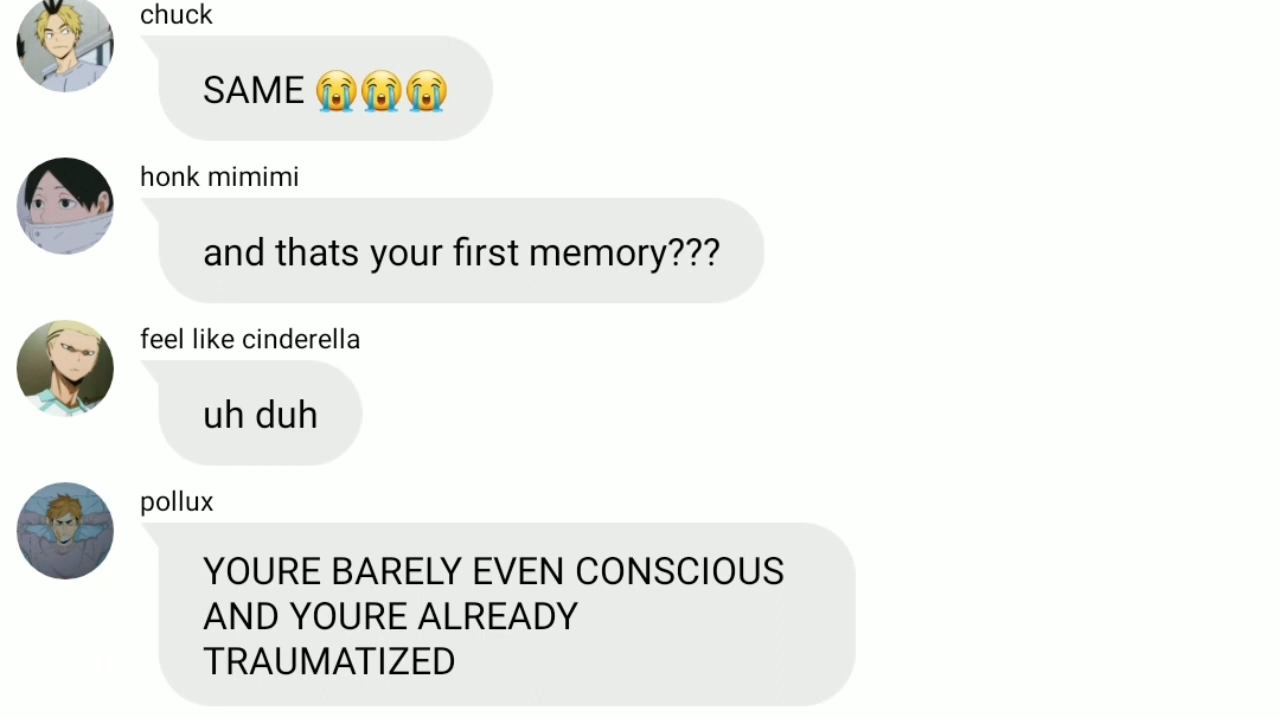 chuck
SAME 😭😭😭
honk mimimi
and thats your first memory???
feel like cinderella
uh duh
pollux
YOURE BARELY EVEN CONSCIOUS
AND YOURE ALREADY
TRAUMATIZED